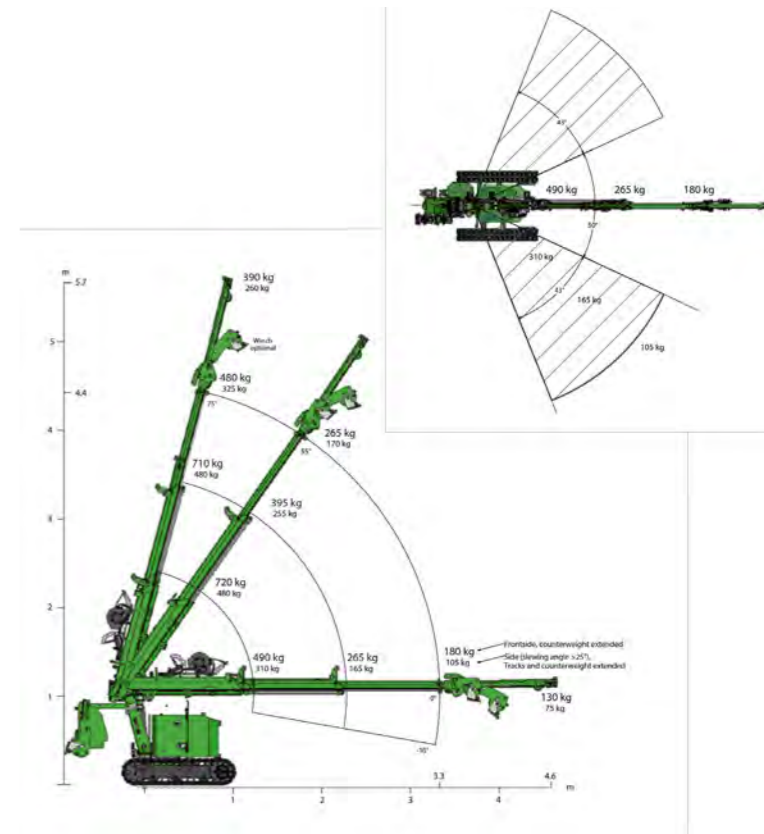 43°
490 kg 265 kg 180 kg
50°
310 kg
43°
165 kg
105 kg
m
5.7
5
4.4
4
3
2
1
390 kg
260 kg
Winch
optional
480 kg
325 kg
75°
265 kg
170 kg
55°
710 kg
480 kg
395 kg
255 kg
720 kg
480 kg
490 kg
310 kg
265 kg
165 kg
180 kg
105 kg
Frontside, counterweight extended
Side (slewing angle >25°),
Tracks and counterweight extended
0°
130 kg
75 kg
-10°
3.3 4.6
1 2 3 4 m